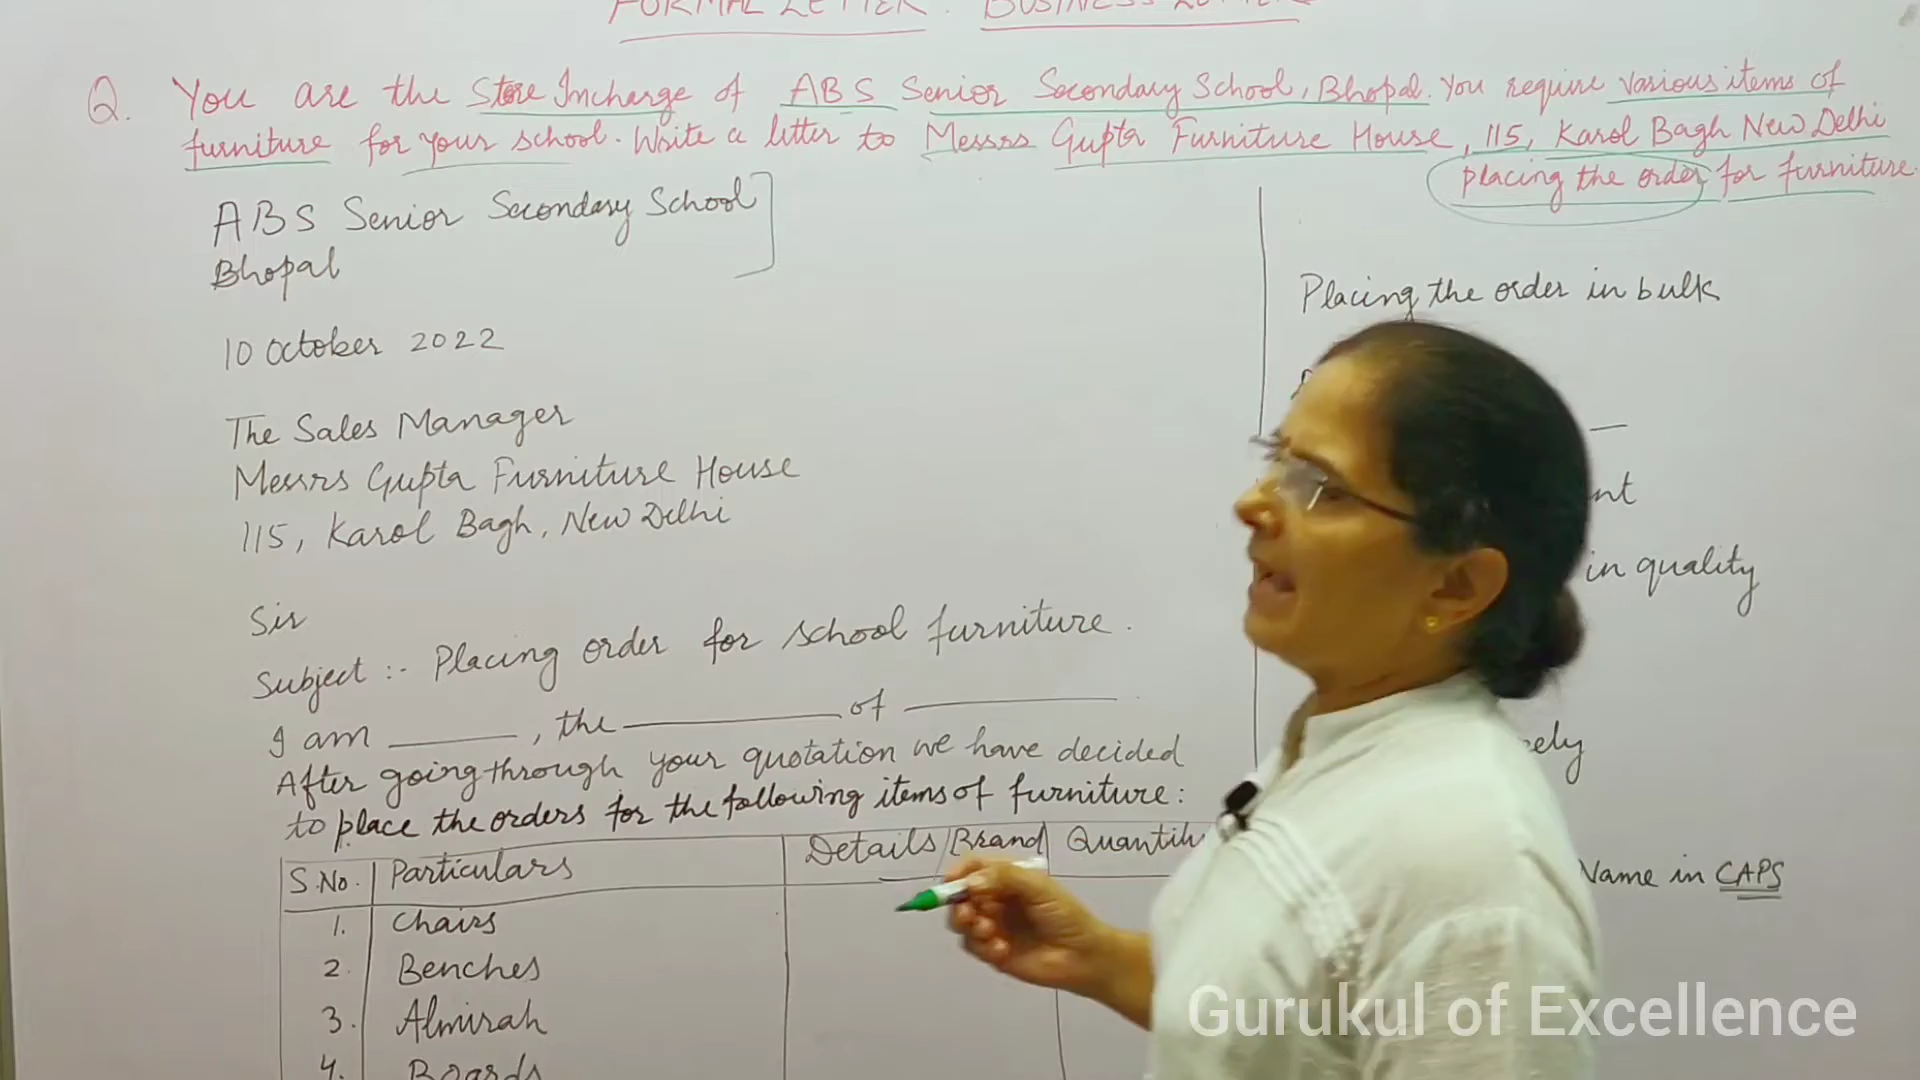 FORMAL LETTER : BUSINESS LETTER
Q. You are the Store Incharge of ABS Senior Secondary School, Bhopal. You require various items of
furniture for your school. Write a letter to Messrs Gupta Furniture House, 115, Karol Bagh New Delhi
placing the order for furniture.
ABS Senior Secondary School
Bhopal
10 October 2022
The Sales Manager
Messrs Gupta Furniture House
115, Karol Bagh, New Delhi
Sir
Subject :- Placing order for school furniture.
I am ______, the __________ of __________
After going through your quotation we have decided
to place the orders for the following items of furniture:
S.No. Particulars Details/Brand Quantity
1. Chairs
2. Benches
3. Almirah
4. Boards
Placing the order in bulk
in quality
Name in CAPS
Gurukul of Excellence